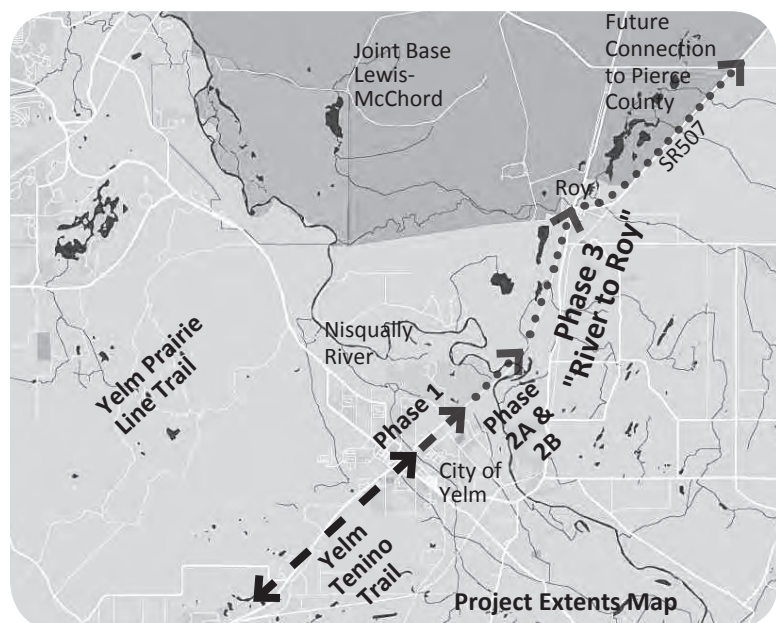 Future
Connection
to Pierce
County
Joint Base
Lewis-
McChord
SR507
Roy
Phase 3
"River to Roy"
Nisqually
River
Yelm Prairie
Line Trail
Phase 1
Phase
2A &
2B
City of
Yelm
Yelm
Tenino
Trail
Project Extents Map